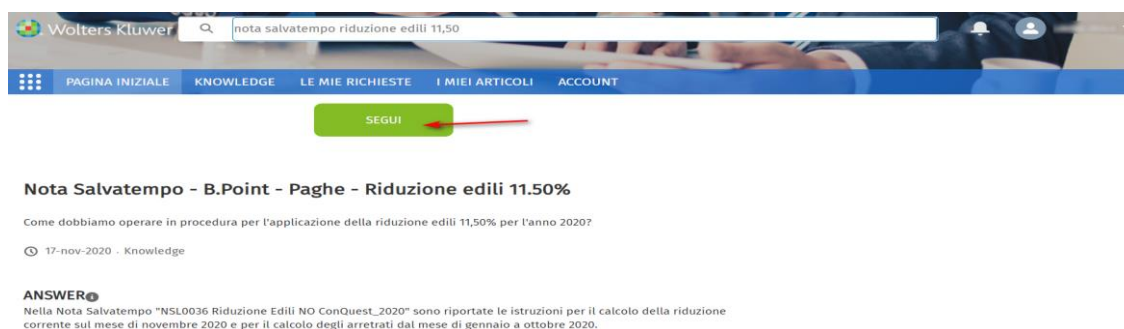 Wolters Kluwer
nota salvatempo riduzione edili 11,50
PAGINA INIZIALE KNOWLEDGE LE MIE RICHIESTE I MIEI ARTICOLI ACCOUNT
SEGUI
Nota Salvatempo - B.Point - Paghe - Riduzione edili 11.50%
Come dobbiamo operare in procedura per l'applicazione della riduzione edili 11,50% per l'anno 2020?
17-nov-2020 . Knowledge
ANSWER
Nella Nota Salvatempo "NSL0036 Riduzione Edili NO ConQuest_2020" sono riportate le istruzioni per il calcolo della riduzione
corrente sul mese di novembre 2020 e per il calcolo degli arretrati dal mese di gennaio a ottobre 2020.